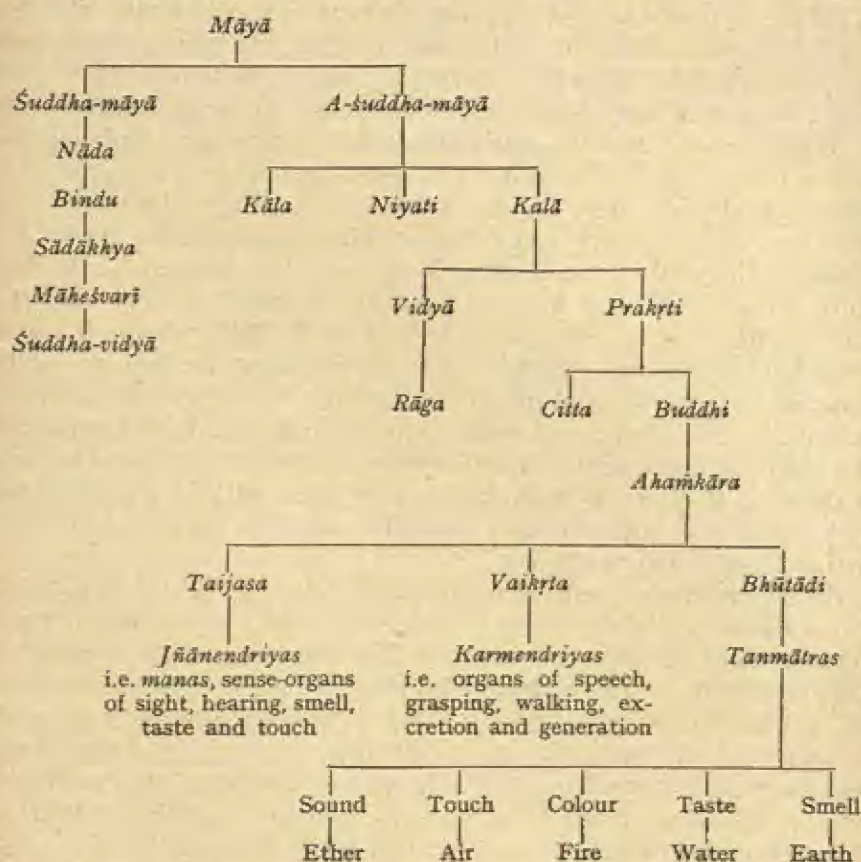 Māyā
Śuddha-māyā A-śuddha-māyā
Nāda
Bindu Kāla Niyati Kalā
Sādākhya
Māheśvarī Vidyā Prakṛti
Śuddha-vidyā
Rāga Citta Buddhi
Ahaṁkāra
Taijasa Vaikṛta Bhūtādi
Jñānendriyas Karmendriyas Tanmātras
i.e. manas, sense-organs i.e. organs of speech,
of sight, hearing, smell, grasping, walking, ex-
taste and touch cretion and generation
Sound Touch Colour Taste Smell
Ether Air Fire Water Earth